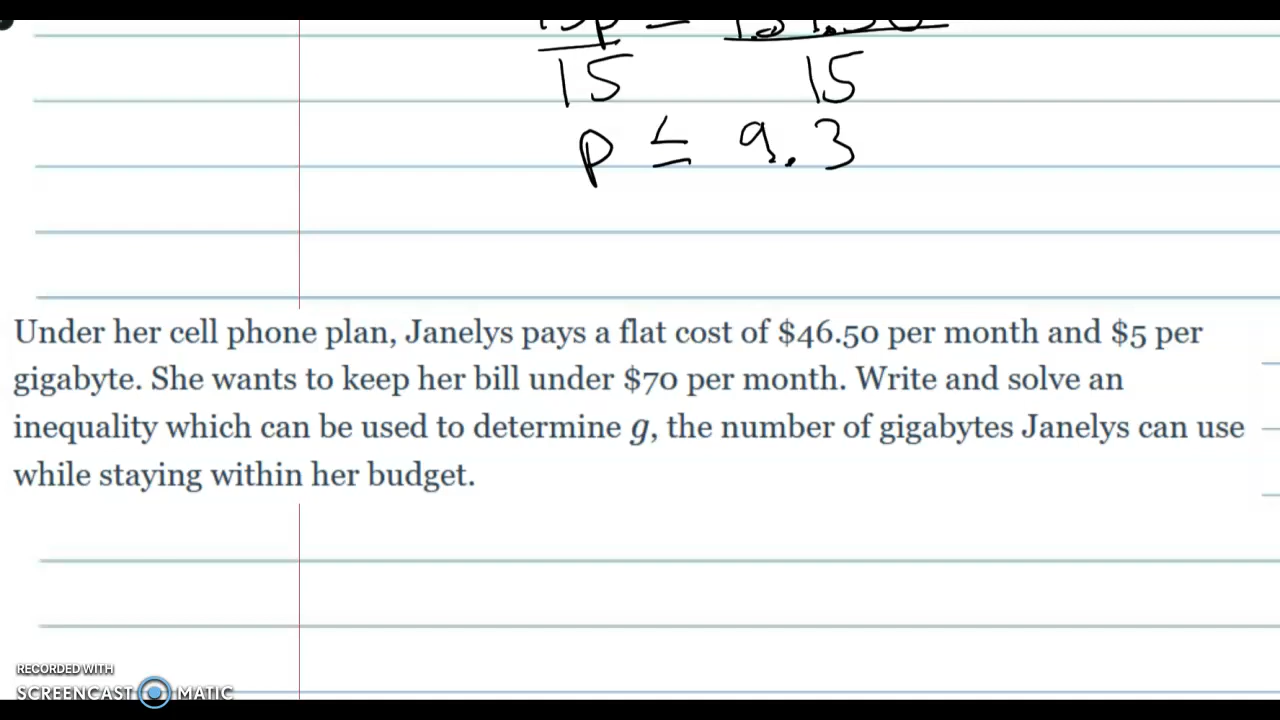 15 15
p ≤ 9.3
Under her cell phone plan, Janelys pays a flat cost of $46.50 per month and $5 per
gigabyte. She wants to keep her bill under $70 per month. Write and solve an
inequality which can be used to determine g, the number of gigabytes Janelys can use
while staying within her budget.
RECORDED WITH
SCREENCAST MATIC